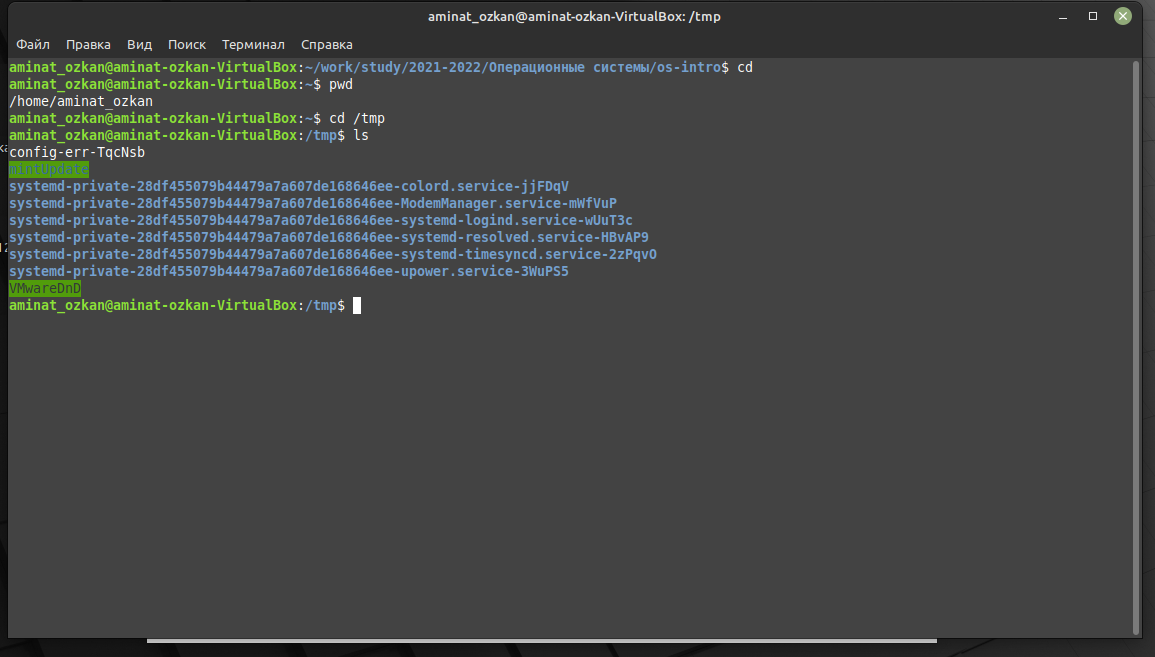 aminat_ozkan@aminat-ozkan-VirtualBox: /tmp
Файл Правка Вид Поиск Терминал Справка
aminat_ozkan@aminat-ozkan-VirtualBox:~/work/study/2021-2022/Операционные системы/os-intro$ cd
aminat_ozkan@aminat-ozkan-VirtualBox:~$ pwd
/home/aminat_ozkan
aminat_ozkan@aminat-ozkan-VirtualBox:~$ cd /tmp
aminat_ozkan@aminat-ozkan-VirtualBox:/tmp$ ls
config-err-TqcNsb
mintUpdate
systemd-private-28df455079b44479a7a607de168646ee-colord.service-jjFDqV
systemd-private-28df455079b44479a7a607de168646ee-ModemManager.service-mWfVuP
systemd-private-28df455079b44479a7a607de168646ee-systemd-logind.service-wUuT3c
systemd-private-28df455079b44479a7a607de168646ee-systemd-resolved.service-HBvAP9
systemd-private-28df455079b44479a7a607de168646ee-systemd-timesyncd.service-2zPqvO
systemd-private-28df455079b44479a7a607de168646ee-upower.service-3WuPS5
VMwareDnD
aminat_ozkan@aminat-ozkan-VirtualBox:/tmp$